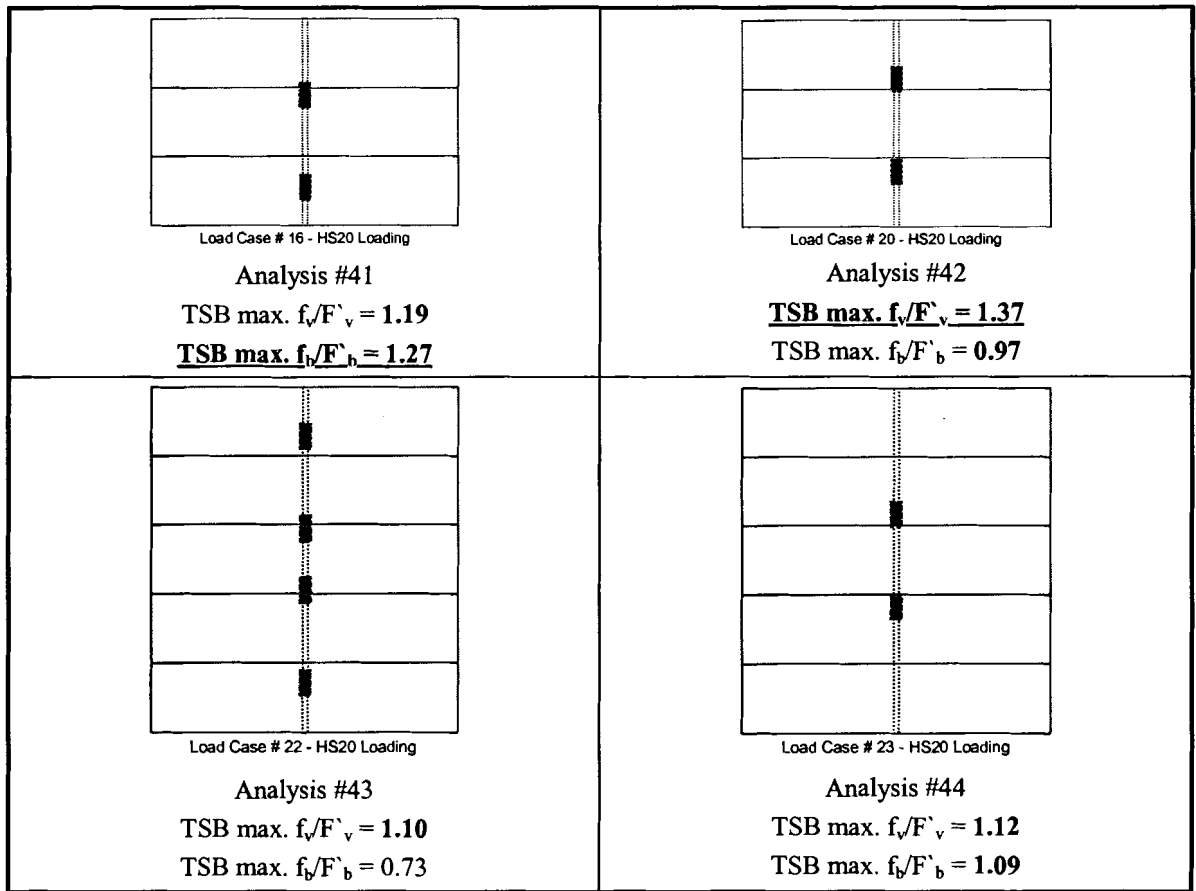 Load Case # 16 - HS20 Loading
Analysis #41
TSB max. fv/F`v = 1.19
TSB max. fb/F`b = 1.27
Load Case # 20 - HS20 Loading
Analysis #42
TSB max. fv/F`v = 1.37
TSB max. fb/F`b = 0.97
Load Case # 22 - HS20 Loading
Analysis #43
TSB max. fv/F`v = 1.10
TSB max. fb/F`b = 0.73
Load Case # 23 - HS20 Loading
Analysis #44
TSB max. fv/F`v = 1.12
TSB max. fb/F`b = 1.09